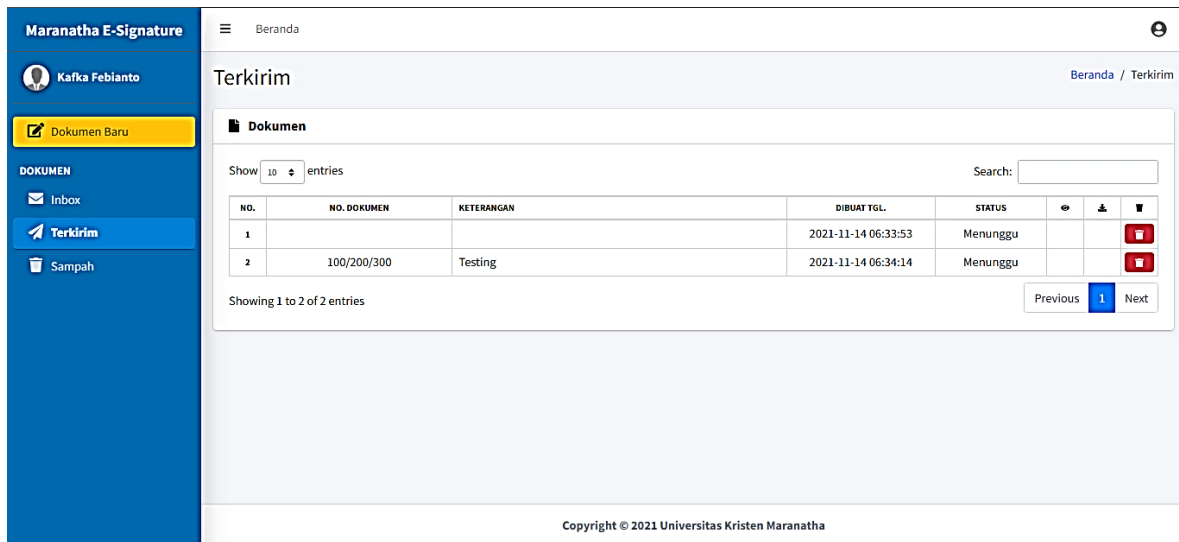 Maranatha E-Signature
Beranda
Kafka Febianto
Terkirim
Beranda / Terkirim
Dokumen Baru
Dokumen
DOKUMEN
Show 10 entries
Search:
Inbox
NO. NO. DOKUMEN KETERANGAN DIBUAT TGL. STATUS
Terkirim
1 2021-11-14 06:33:53 Menunggu
Sampah
2 100/200/300 Testing 2021-11-14 06:34:14 Menunggu
Showing 1 to 2 of 2 entries
Previous 1 Next
Copyright © 2021 Universitas Kristen Maranatha